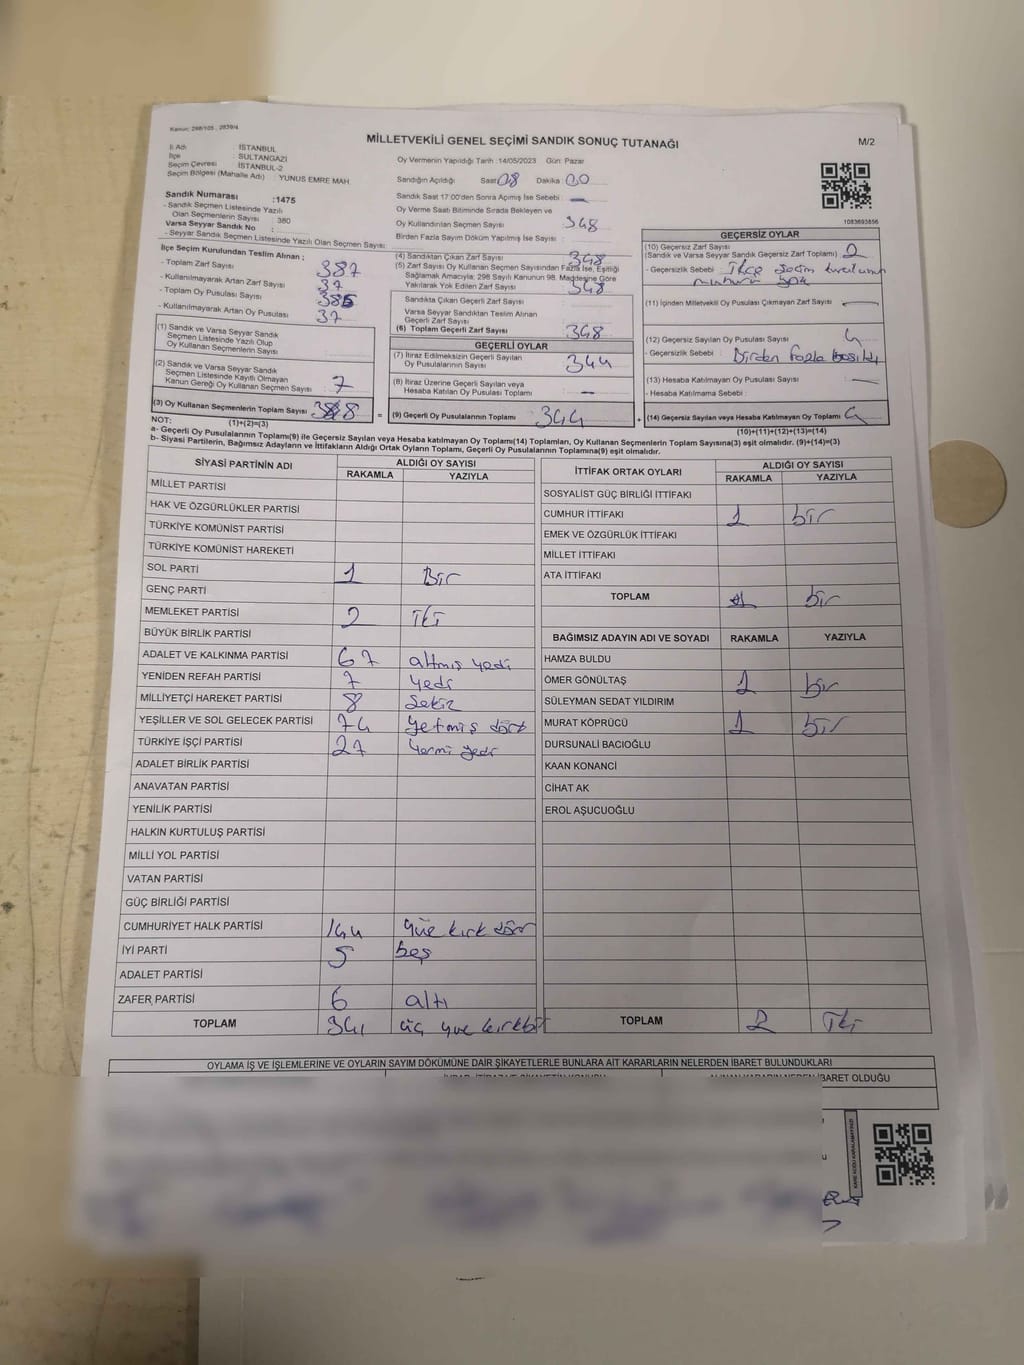 Kanun: 298/105 , 2839/4
MİLLETVEKİLİ GENEL SEÇİMİ SANDIK SONUÇ TUTANAĞI
M/2
İl Adı : İSTANBUL
İlçe : SULTANGAZİ
Seçim Çevresi : İSTANBUL-2
Seçim Bölgesi (Mahalle Adı) : YUNUS EMRE MAH.
Oy Vermenin Yapıldığı Tarih :14/05/2023 Gün: Pazar
Sandığın Açıldığı Saat: 08 Dakika :00
Sandık Numarası :1475
- Sandık Seçmen Listesinde Yazılı
Olan Seçmenlerin Sayısı : 380
Varsa Seyyar Sandık No :
- Seyyar Sandık Seçmen Listesinde Yazılı Olan Seçmen Sayısı:
Sandık Saat 17:00'den Sonra Açılmış İse Sebebi : —
Oy Verme Saati Bitiminde Sırada Bekleyen ve
Oy Kullandırılan Seçmen Sayısı : 348
Birden Fazla Sayım Döküm Yapılmış İse Sayısı :
1083693856
İlçe Seçim Kurulundan Teslim Alınan ;
- Toplam Zarf Sayısı : 387
- Kullanılmayarak Artan Zarf Sayısı : 37
- Toplam Oy Pusulası Sayısı : 385
- Kullanılmayarak Artan Oy Pusulası : 37
(1) Sandık ve Varsa Seyyar Sandık
Seçmen Listesinde Yazılı Olup
Oy Kullanan Seçmenlerin Sayısı :
(2) Sandık ve Varsa Seyyar Sandık
Seçmen Listesinde Kayıtlı Olmayan
Kanun Gereği Oy Kullanan Seçmen Sayısı : 7
(3) Oy Kullanan Seçmenlerin Toplam Sayısı : 348
(1)+(2)=(3)
(4) Sandıktan Çıkan Zarf Sayısı : 348
(5) Zarf Sayısı Oy Kullanan Seçmen Sayısından Fazla İse, Eşitliği
Sağlamak Amacıyla; 298 Sayılı Kanunun 98. Maddesine Göre
Yakılarak Yok Edilen Zarf Sayısı : 348
Sandıkta Çıkan Geçerli Zarf Sayısı :
Varsa Seyyar Sandıktan Teslim Alınan
Geçerli Zarf Sayısı :
(6) Toplam Geçerli Zarf Sayısı : 348
GEÇERLİ OYLAR
(7) İtiraz Edilmeksizin Geçerli Sayılan
Oy Pusulalarının Sayısı : 344
(8) İtiraz Üzerine Geçerli Sayılan veya
Hesaba Katılan Oy Pusulası Toplamı : —
= (9) Geçerli Oy Pusulalarının Toplamı : 344
GEÇERSİZ OYLAR
(10) Geçersiz Zarf Sayısı
(Sandık ve Varsa Seyyar Sandık Geçersiz Zarf Toplamı) : 2
- Geçersizlik Sebebi : İlçe seçim kurulunun
mührü yok
(11) İçinden Milletvekili Oy Pusulası Çıkmayan Zarf Sayısı : —
(12) Geçersiz Sayılan Oy Pusulası Sayısı : 4
- Geçersizlik Sebebi : Birden fazla basıldı
(13) Hesaba Katılmayan Oy Pusulası Sayısı : —
- Hesaba Katılmama Sebebi :
+ (14) Geçersiz Sayılan veya Hesaba Katılmayan Oy Toplamı : 4
(10)+(11)+(12)+(13)=(14)
NOT:
a- Geçerli Oy Pusulalarının Toplamı(9) ile Geçersiz Sayılan veya Hesaba katılmayan Oy Toplamı(14) Toplamları, Oy Kullanan Seçmenlerin Toplam Sayısına(3) eşit olmalıdır. (9)+(14)=(3)
b- Siyasi Partilerin, Bağımsız Adayların ve İttifakların Aldığı Ortak Oyların Toplamı, Geçerli Oy Pusulalarının Toplamına(9) eşit olmalıdır.
SİYASİ PARTİNİN ADI ALDIĞI OY SAYISI
RAKAMLA YAZIYLA
MİLLET PARTİSİ
HAK VE ÖZGÜRLÜKLER PARTİSİ
TÜRKİYE KOMÜNİST PARTİSİ
TÜRKİYE KOMÜNİST HAREKETİ
SOL PARTİ 1 Bir
GENÇ PARTİ
MEMLEKET PARTİSİ 2 İki
BÜYÜK BİRLİK PARTİSİ
ADALET VE KALKINMA PARTİSİ 67 altmış yedi
YENİDEN REFAH PARTİSİ 7 yedi
MİLLİYETÇİ HAREKET PARTİSİ 8 sekiz
YEŞİLLER VE SOL GELECEK PARTİSİ 74 yetmiş dört
TÜRKİYE İŞÇİ PARTİSİ 27 yirmi yedi
ADALET BİRLİK PARTİSİ
ANAVATAN PARTİSİ
YENİLİK PARTİSİ
HALKIN KURTULUŞ PARTİSİ
MİLLİ YOL PARTİSİ
VATAN PARTİSİ
GÜÇ BİRLİĞİ PARTİSİ
CUMHURİYET HALK PARTİSİ 144 yüz kırk dört
İYİ PARTİ 5 beş
ADALET PARTİSİ
ZAFER PARTİSİ 6 altı
TOPLAM 341 üç yüz kırkbir
İTTİFAK ORTAK OYLARI ALDIĞI OY SAYISI
RAKAMLA YAZIYLA
SOSYALİST GÜÇ BİRLİĞİ İTTİFAKI
CUMHUR İTTİFAKI 1 bir
EMEK VE ÖZGÜRLÜK İTTİFAKI
MİLLET İTTİFAKI
ATA İTTİFAKI
TOPLAM 1 bir
BAĞIMSIZ ADAYIN ADI VE SOYADI RAKAMLA YAZIYLA
HAMZA BULDU
ÖMER GÖNÜLTAŞ 1 bir
SÜLEYMAN SEDAT YILDIRIM
MURAT KÖPRÜCÜ 1 bir
DURSUNALİ BACIOĞLU
KAAN KONANCİ
CİHAT AK
EROL AŞUCUOĞLU
TOPLAM 2 İki
OYLAMA İŞ VE İŞLEMLERİNE VE OYLARIN SAYIM DÖKÜMÜNE DAİR ŞİKAYETLERLE BUNLARA AİT KARARLARIN NELERDEN İBARET BULUNDUKLARI
İBARET OLDUĞU